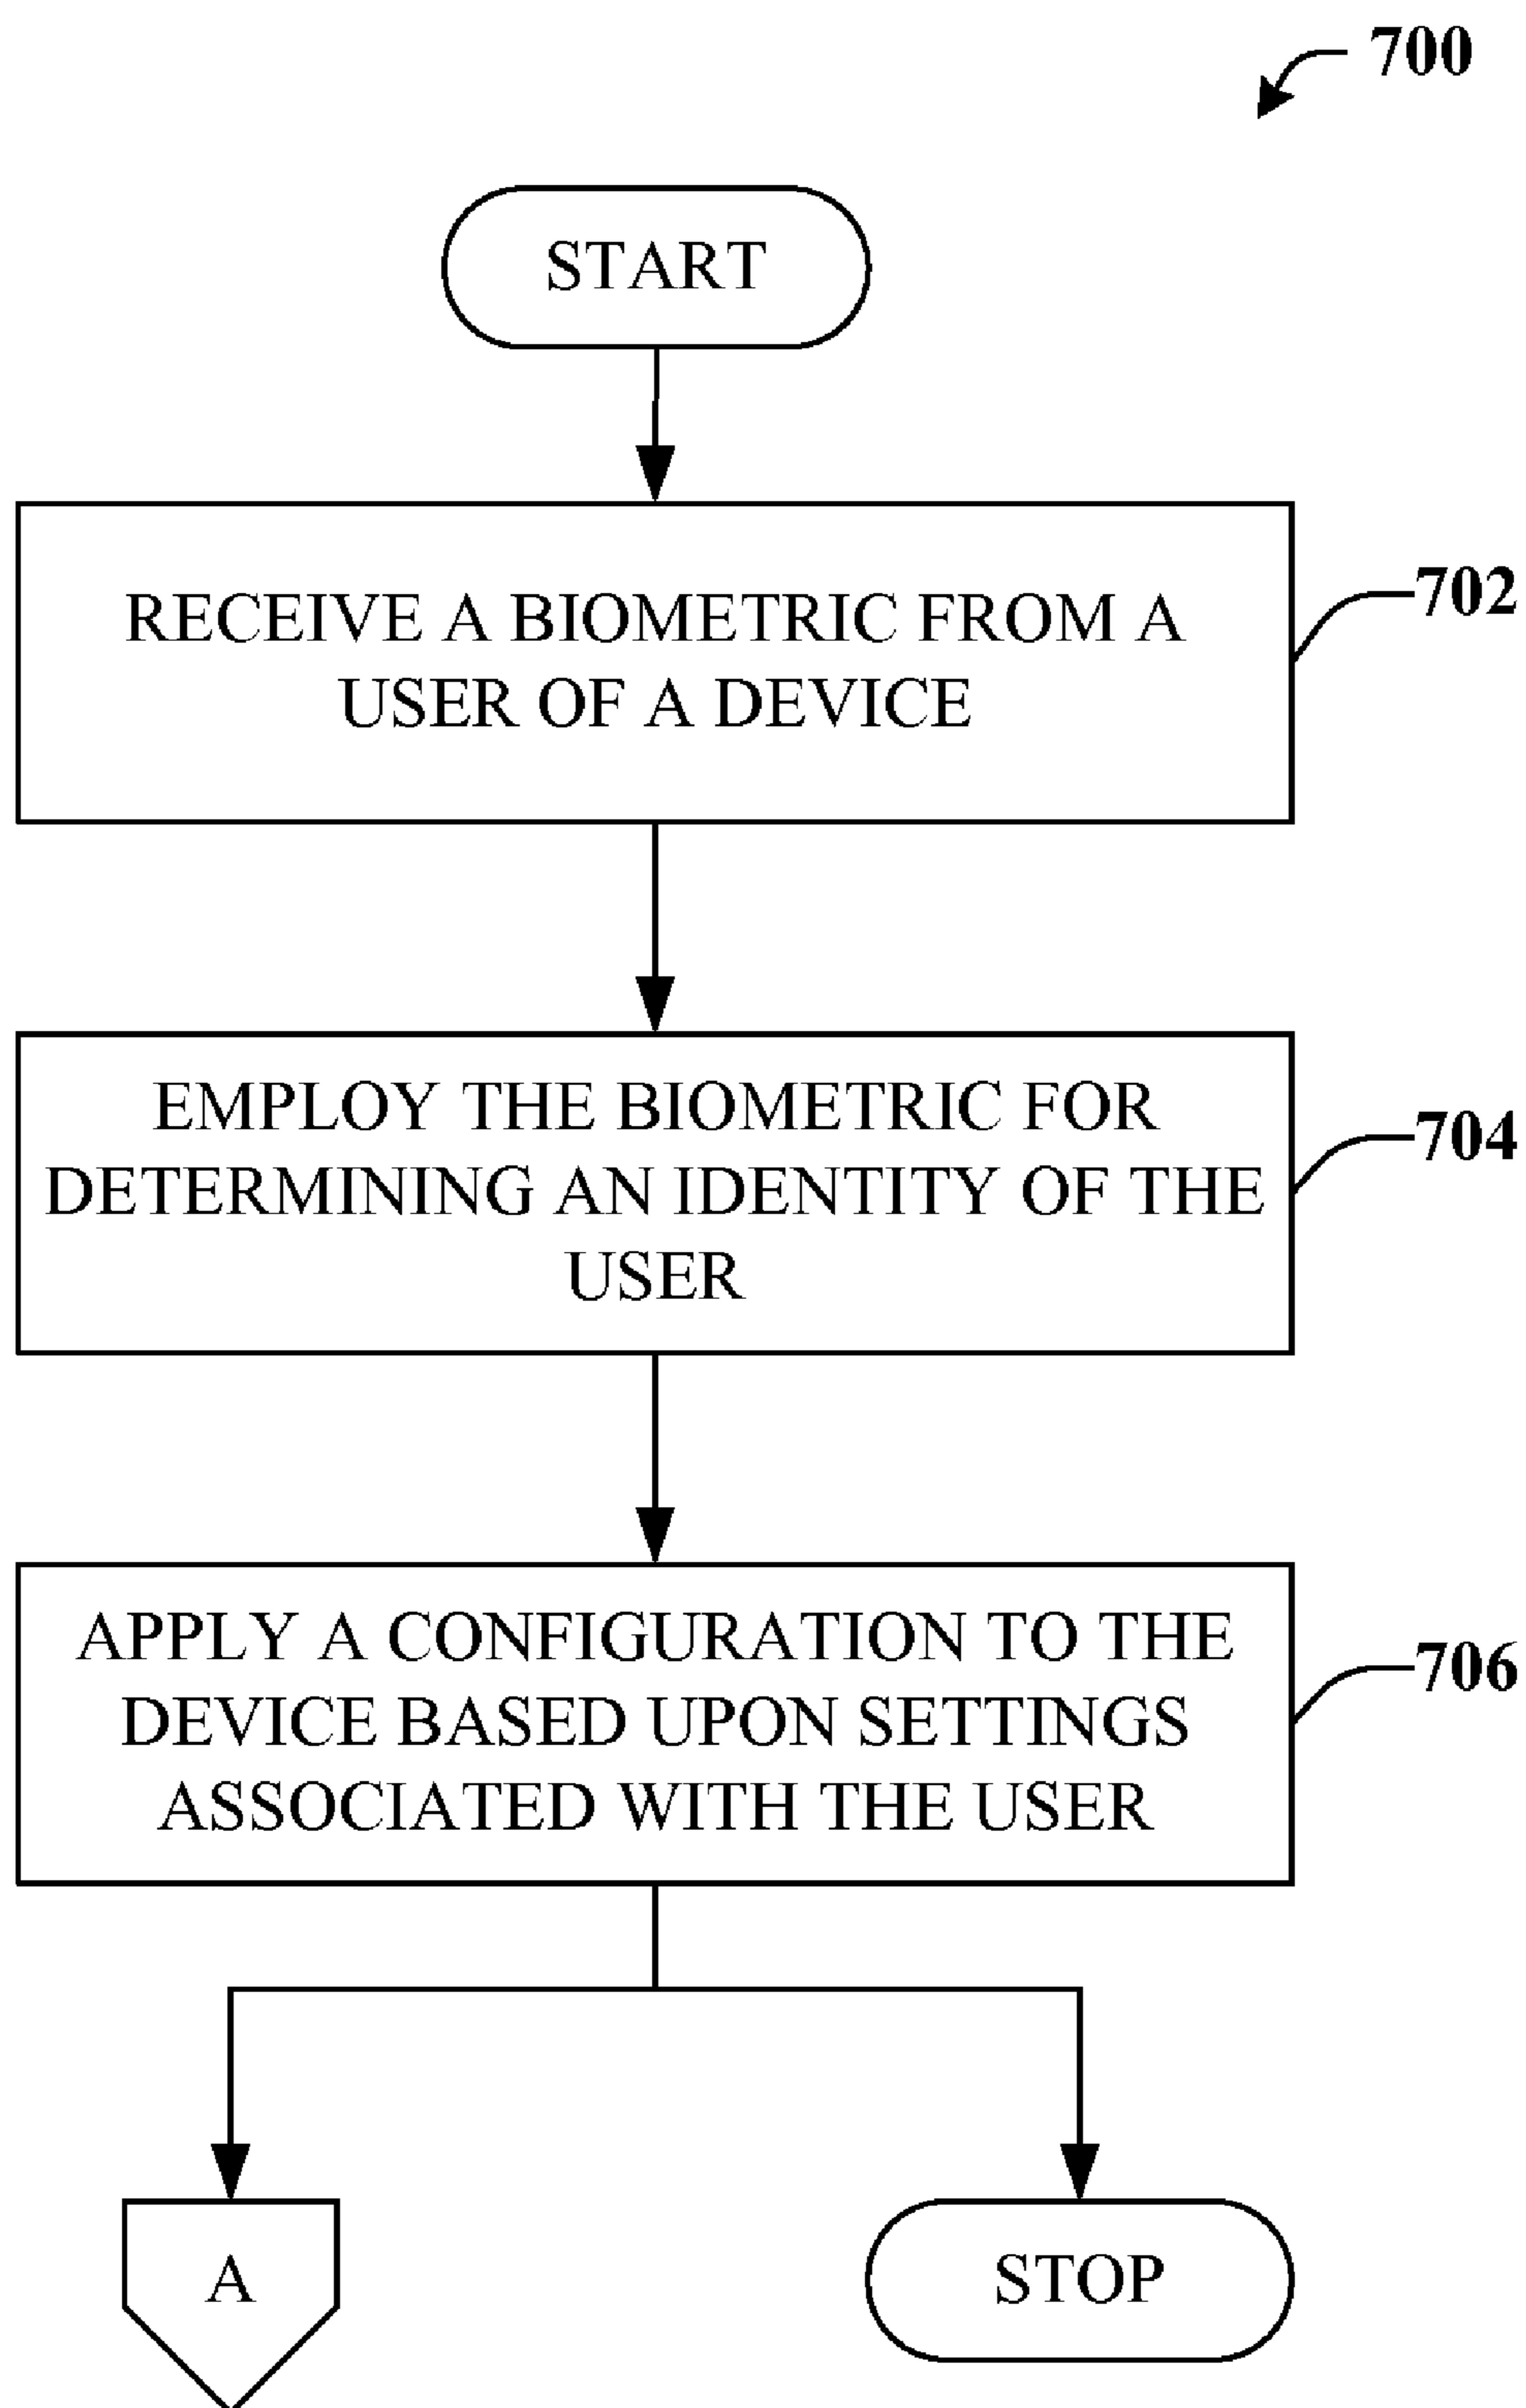 700
START
RECEIVE A BIOMETRIC FROM A
USER OF A DEVICE
702
EMPLOY THE BIOMETRIC FOR
DETERMINING AN IDENTITY OF THE
USER
704
APPLY A CONFIGURATION TO THE
DEVICE BASED UPON SETTINGS
ASSOCIATED WITH THE USER
706
A
STOP